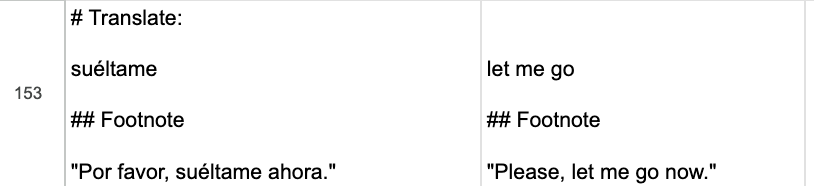 # Translate:
suéltame
let me go
153
## Footnote
## Footnote
"Por favor, suéltame ahora."
"Please, let me go now."